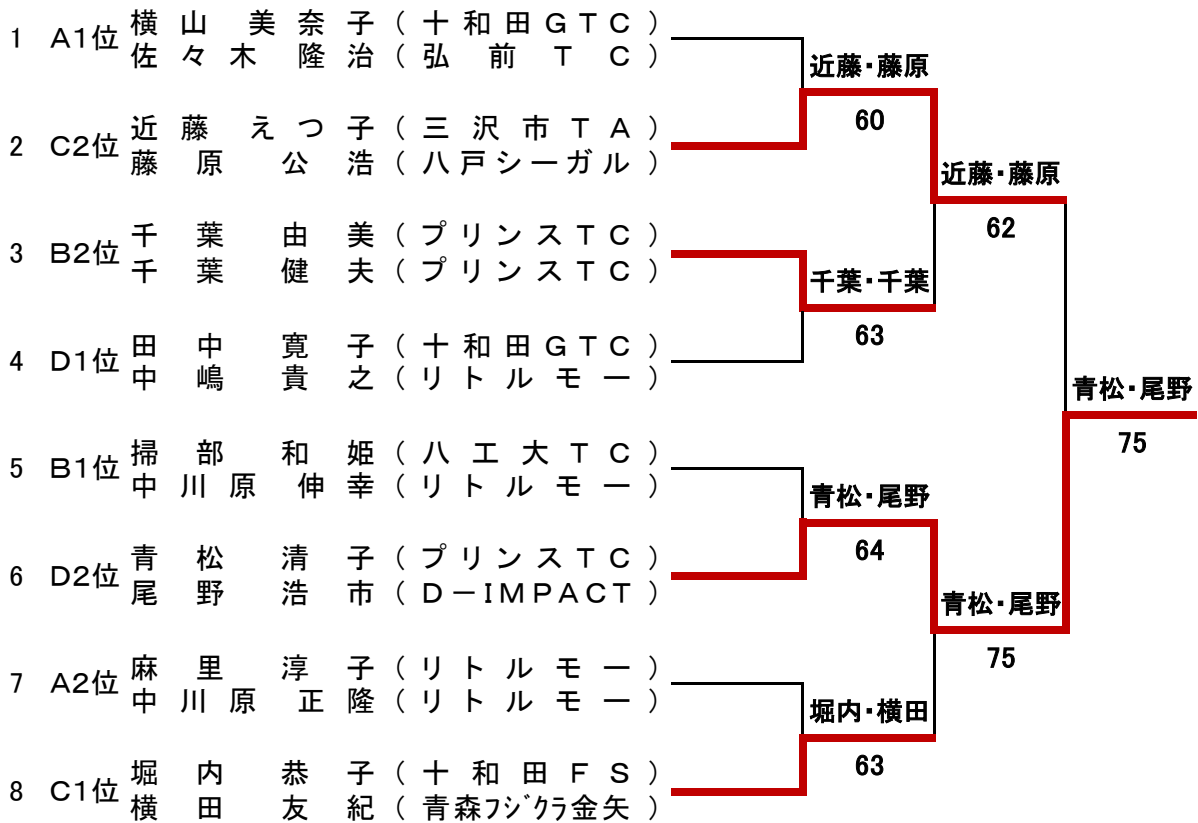 1 A1位 横山美奈子(十和田GTC)
佐々木隆治(弘前TC)
2 C2位 近藤えつ子(三沢市TA)
藤原公浩(八戸シーガル)
3 B2位 千葉由美(プリンスTC)
千葉健夫(プリンスTC)
4 D1位 田中寛子(十和田GTC)
中嶋貴之(リトルモー)
5 B1位 掃部和姫(八工大TC)
中川原伸幸(リトルモー)
6 D2位 青松清子(プリンスTC)
尾野浩市(D-IMPACT)
7 A2位 麻里淳子(リトルモー)
中川原正隆(リトルモー)
8 C1位 堀内恭子(十和田FS)
横田友紀(青森フジクラ金矢)
近藤・藤原
60
千葉・千葉
63
青松・尾野
64
堀内・横田
63
近藤・藤原
62
青松・尾野
75
青松・尾野
75